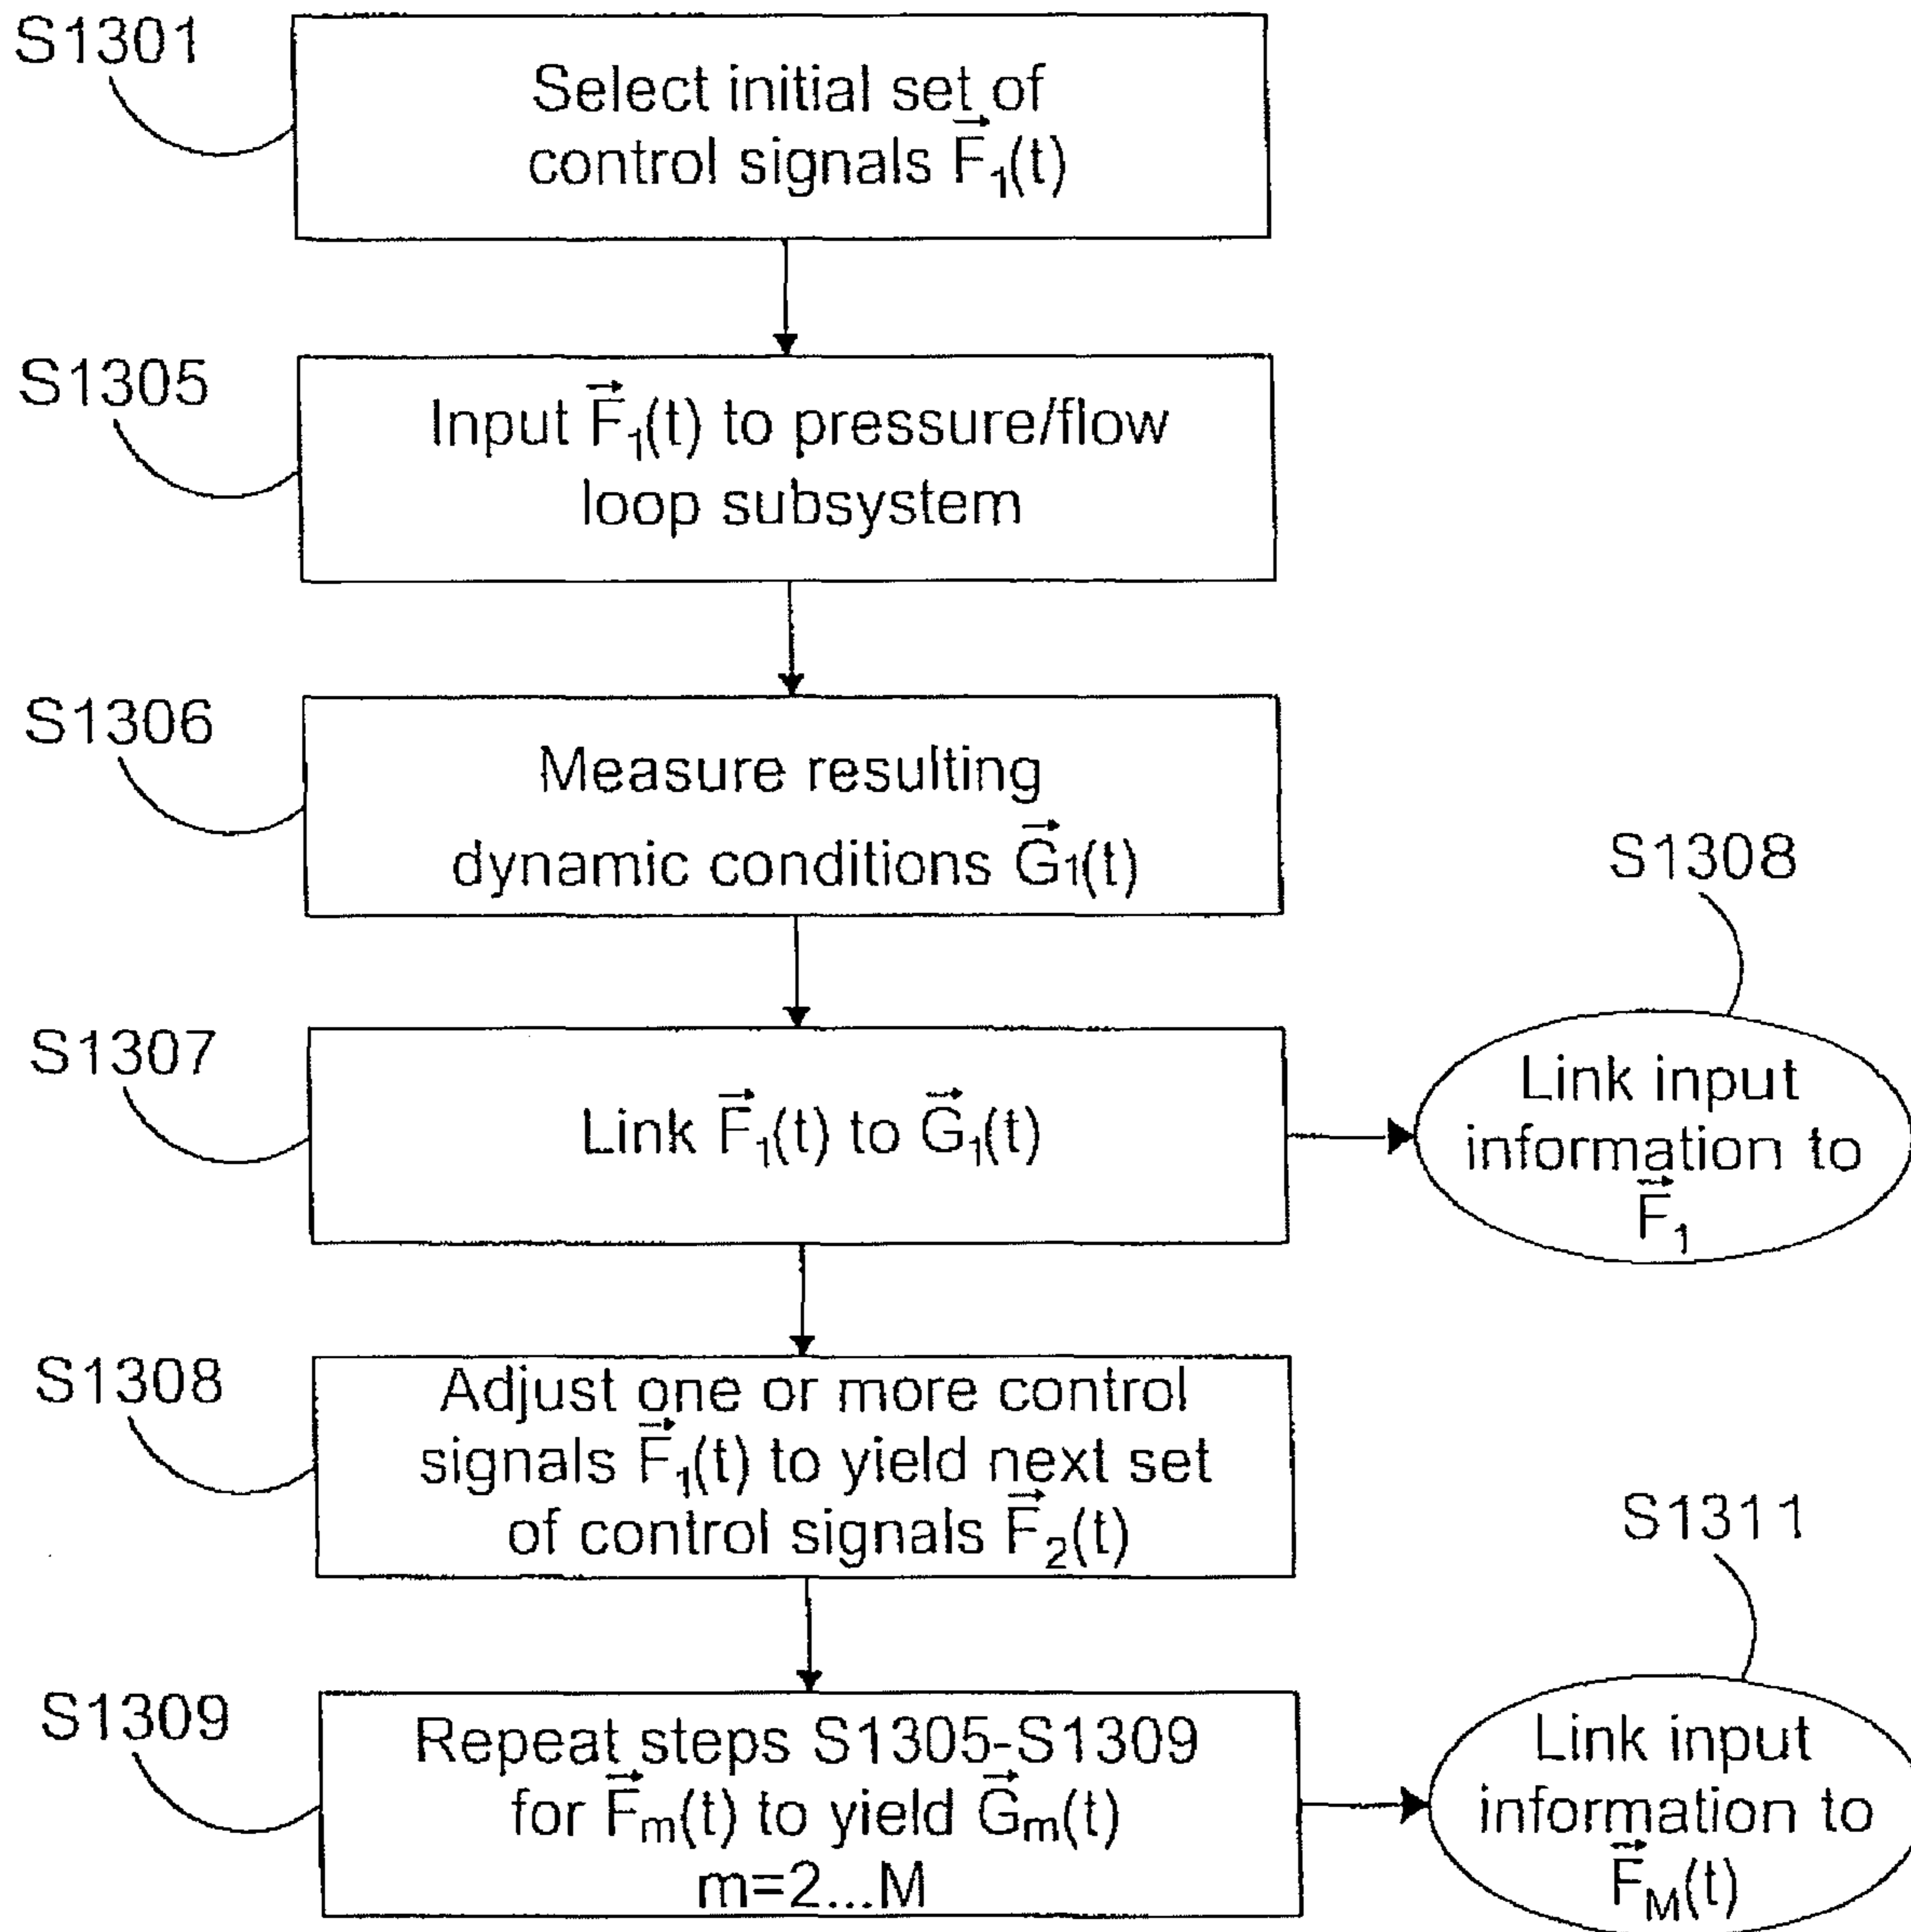 S1301
Select initial set of
control signals F⃗₁(t)
S1305
Input F⃗₁(t) to pressure/flow
loop subsystem
S1306
Measure resulting
dynamic conditions G⃗1(t)
S1307
Link F⃗₁(t) to G⃗₁(t)
S1308
Link input
information to
F⃗₁
S1308
Adjust one or more control
signals F⃗₁(t) to yield next set
of control signals F⃗₂(t)
S1309
Repeat steps S1305-S1309
for F⃗ₘ(t) to yield G⃗ₘ(t)
m=2...M
S1311
Link input
information to
F⃗_M(t)